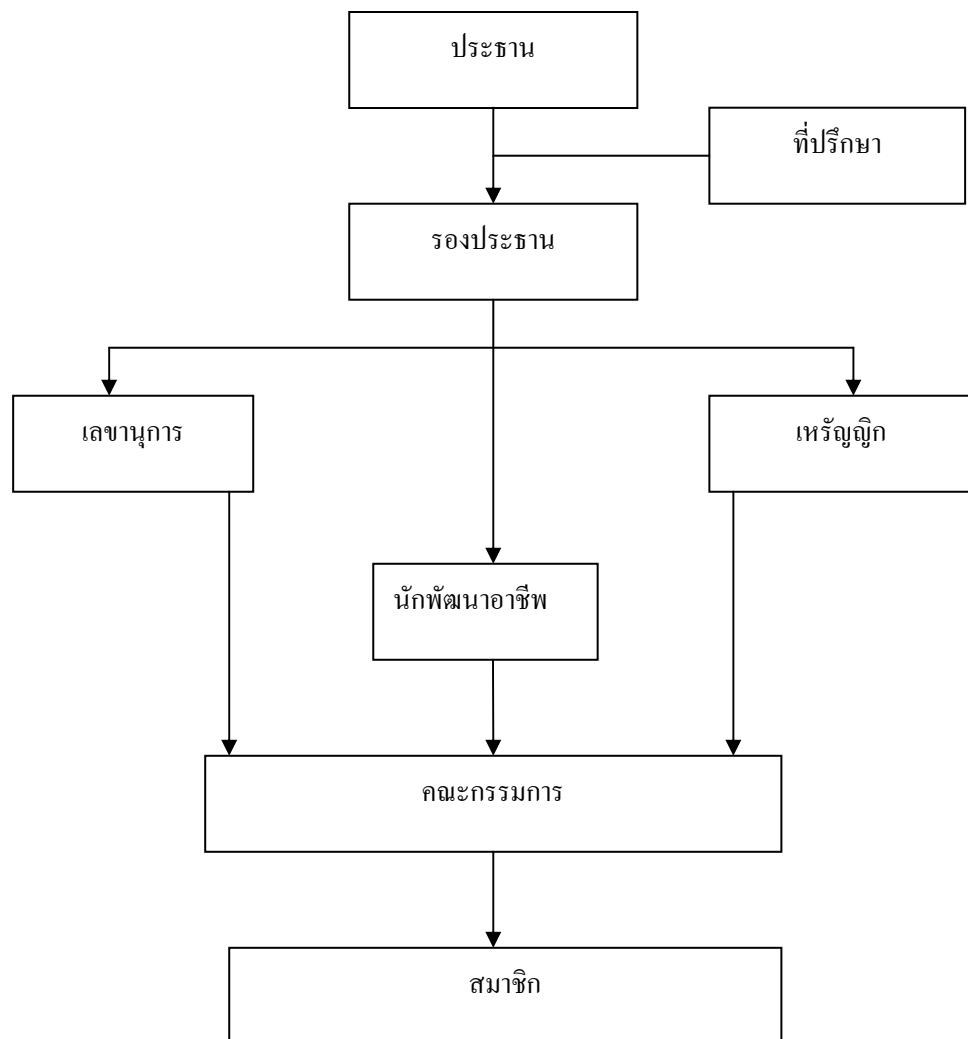 ประธาน
ที่ปรึกษา
รองประธาน
เลขานุการ
เหรัญญิก
นักพัฒนาอาชีพ
คณะกรรมการ
สมาชิก